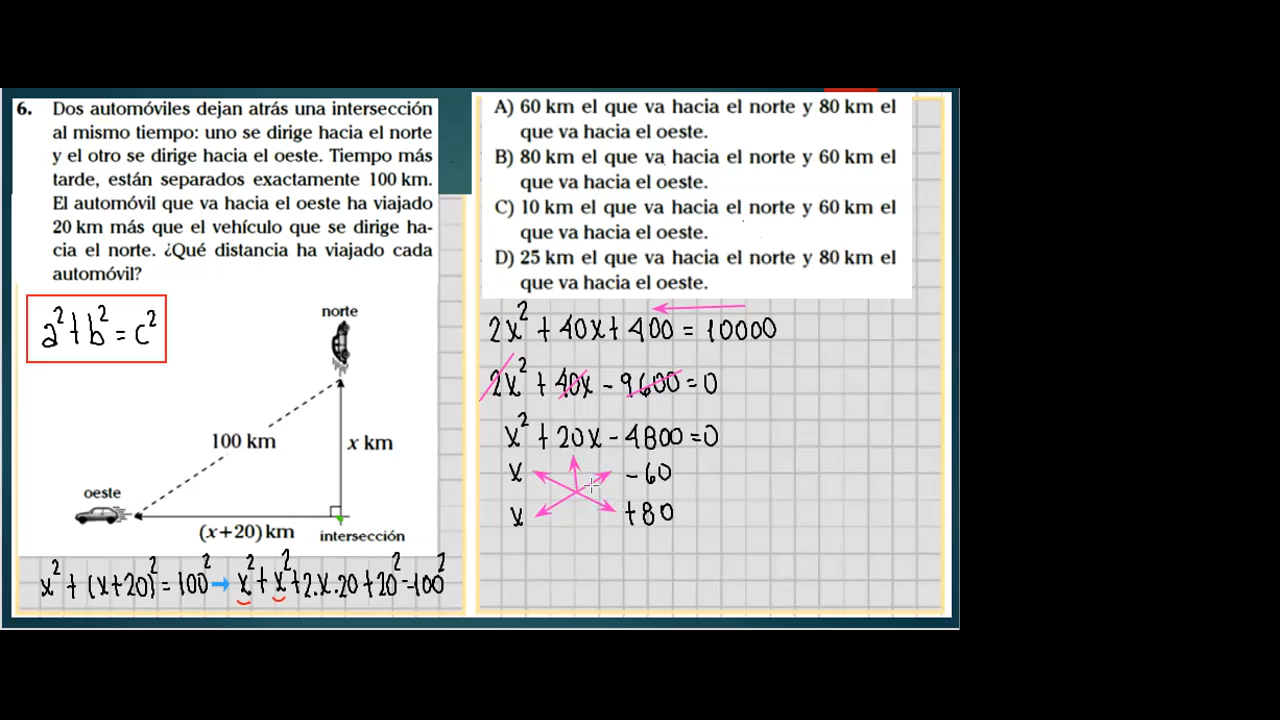 6. Dos automóviles dejan atrás una intersección
al mismo tiempo: uno se dirige hacia el norte
y el otro se dirige hacia el oeste. Tiempo más
tarde, están separados exactamente 100 km.
El automóvil que va hacia el oeste ha viajado
20 km más que el vehículo que se dirige ha-
cia el norte. ¿Qué distancia ha viajado cada
automóvil?
a² + b² = c²
norte
100 km
x km
oeste
(x+20) km
intersección
x² + (x+20)² = 100² → x² + x² + 2.x.20 + 20² = 100²
A) 60 km el que va hacia el norte y 80 km el
que va hacia el oeste.
B) 80 km el que va hacia el norte y 60 km el
que va hacia el oeste.
C) 10 km el que va hacia el norte y 60 km el
que va hacia el oeste.
D) 25 km el que va hacia el norte y 80 km el
que va hacia el oeste.
2x² + 40x + 400 = 10000
2x² + 40x - 9600 = 0
x² + 20x - 4800 = 0
x - 60
x + 80